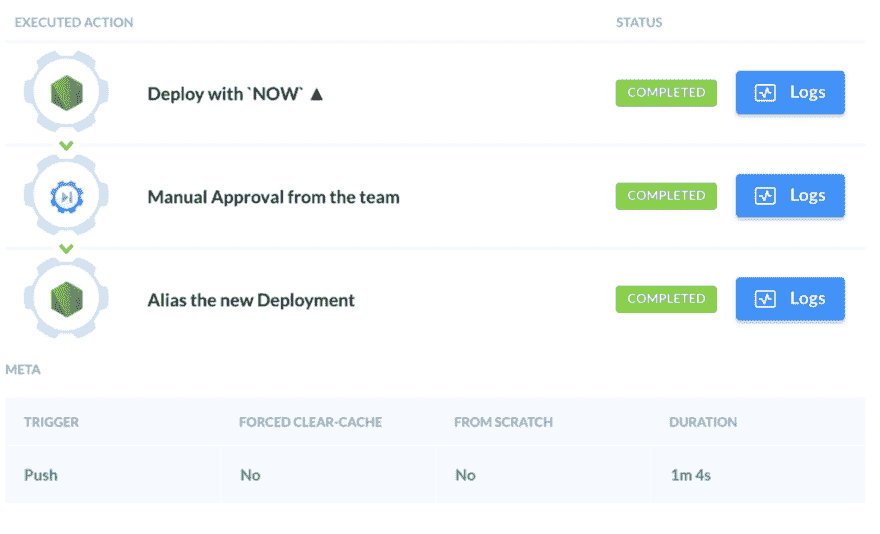 EXECUTED ACTION STATUS
Deploy with `NOW` ▲ COMPLETED Logs
Manual Approval from the team COMPLETED Logs
Alias the new Deployment COMPLETED Logs
META
TRIGGER FORCED CLEAR-CACHE FROM SCRATCH DURATION
Push No No 1m 4s